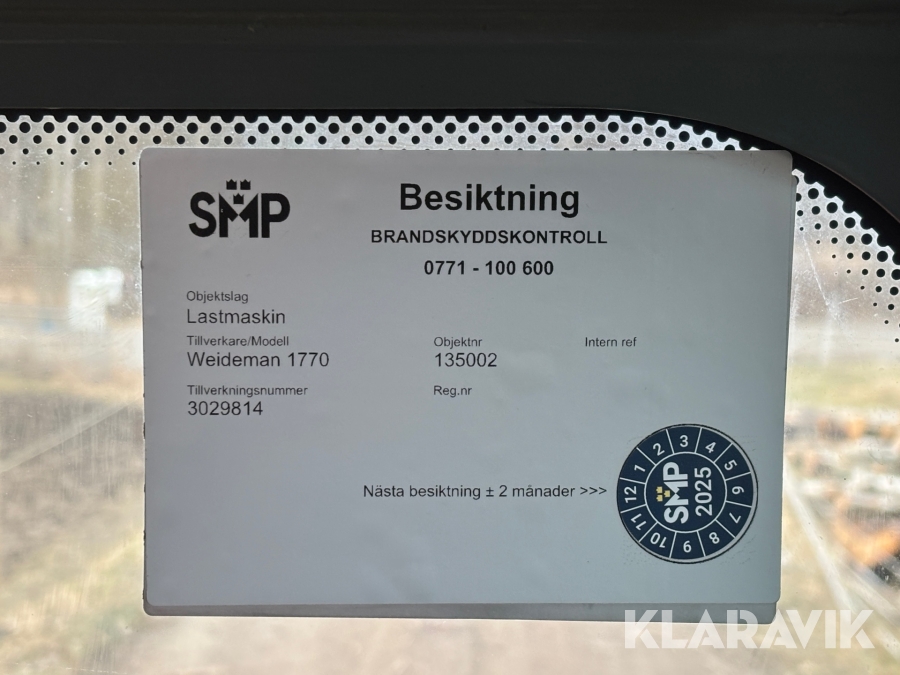 SMP
Besiktning
BRANDSKYDDSKONTROLL
0771 - 100 600
Objektslag
Lastmaskin
Tillverkare/Modell
Weideman 1770
Objektnr
135002
Intern ref
Tillverkningsnummer
3029814
Reg.nr
Nästa besiktning ± 2 månader >>>
1 2 3 4 5 6 7 8 9 10 11 12
SMP
2025
KLARAVIK